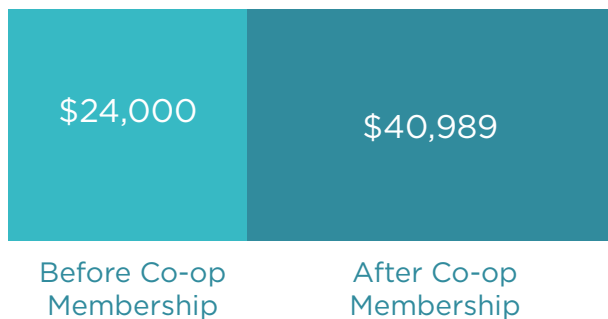 $24,000
$40,989
Before Co-op
Membership
After Co-op
Membership